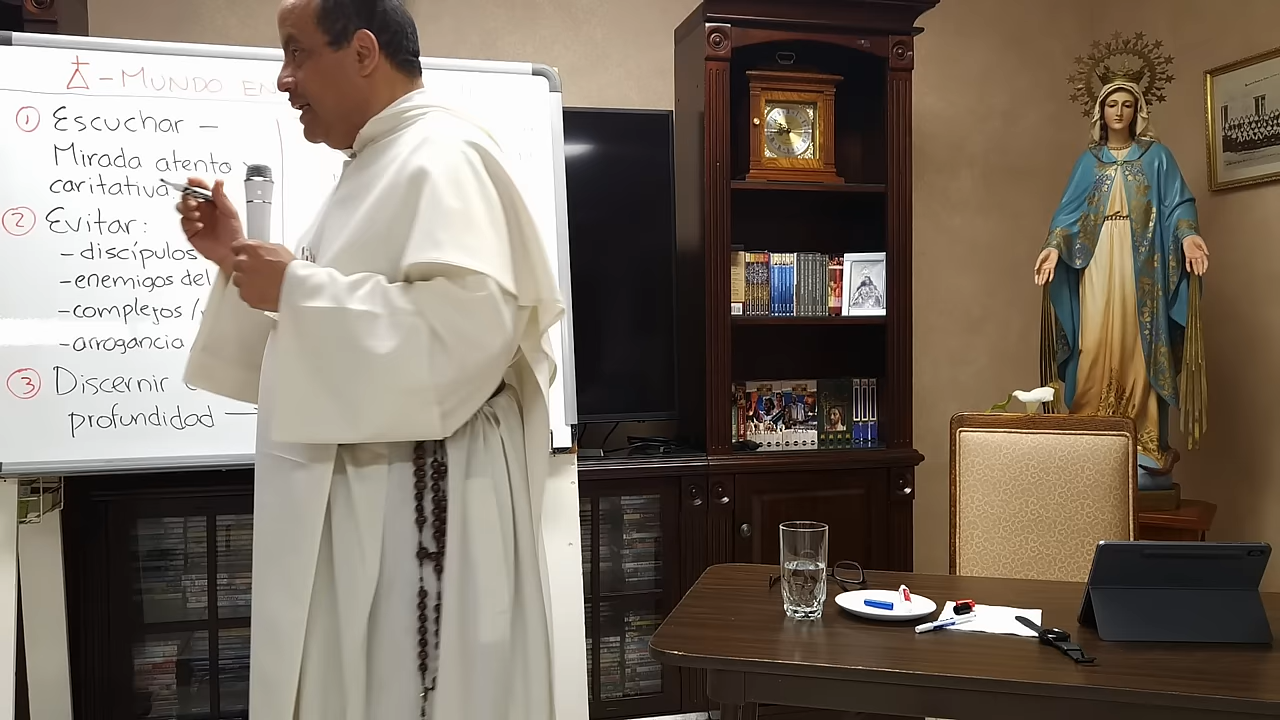 - MUNDO EN
1 Escuchar -
Mirada atenta
caritativa
2 Evitar:
- discípulos
- enemigos del
- complejos /
- arrogancia
3 Discernir
profundidad -